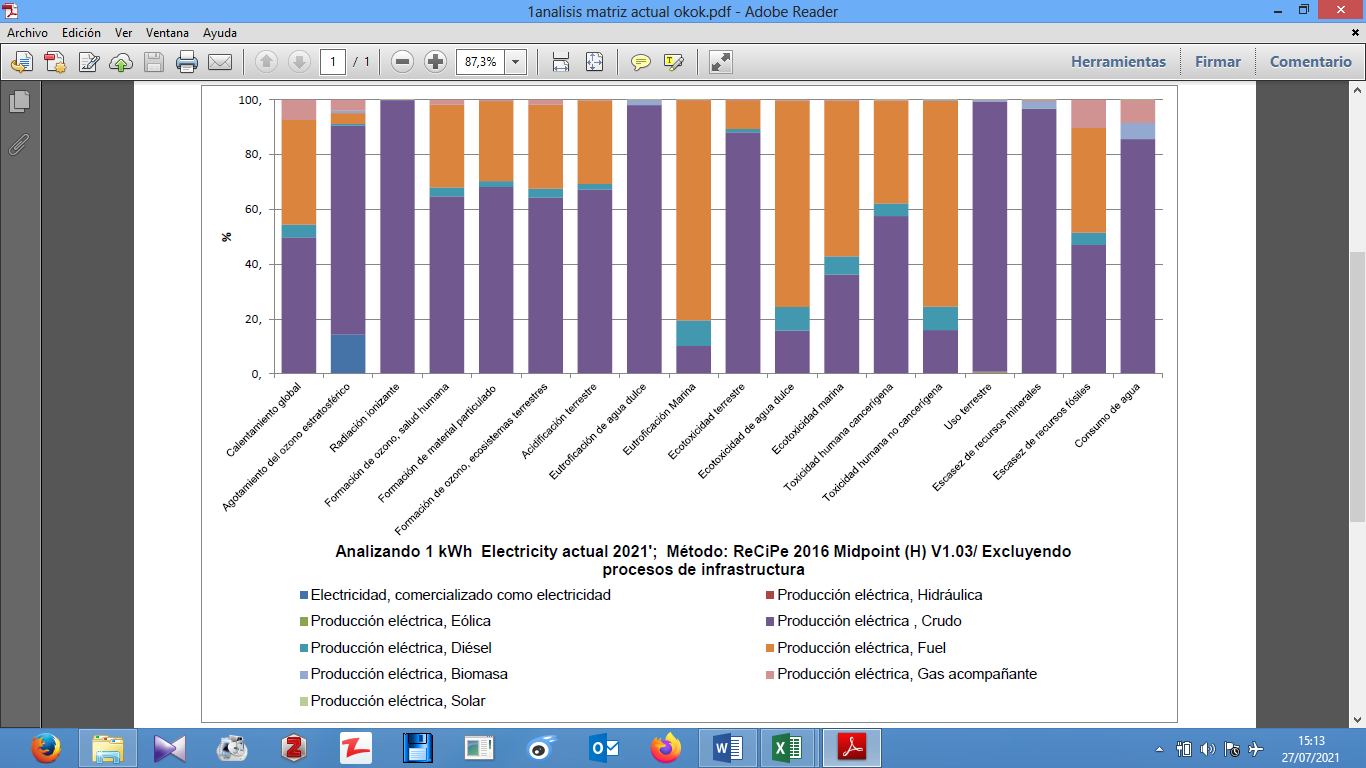 1analisis matriz actual okok.pdf - Adobe Reader
Archivo Edición Ver Ventana Ayuda
1 / 1 87,3% Herramientas Firmar Comentario
100,
80,
60,
40,
20,
0,
%
Calentamiento global
Agotamiento del ozono estratosférico
Radiación ionizante
Formación de ozono, salud humana
Formación de material particulado
Formación de ozono, ecosistemas terrestres
Acidificación terrestre
Eutroficación de agua dulce
Eutroficación Marina
Ecotoxicidad terrestre
Ecotoxicidad de agua dulce
Ecotoxicidad marina
Toxicidad humana cancerígena
Toxicidad humana no cancerígena
Uso terrestre
Escasez de recursos minerales
Escasez de recursos fósiles
Consumo de agua
Analizando 1 kWh Electricity actual 2021'; Método: ReCiPe 2016 Midpoint (H) V1.03/ Excluyendo
procesos de infrastructura
Electricidad, comercializado como electricidad
Producción eléctrica, Hidráulica
Producción eléctrica, Eólica
Producción eléctrica , Crudo
Producción eléctrica, Diésel
Producción eléctrica, Fuel
Producción eléctrica, Biomasa
Producción eléctrica, Gas acompañante
Producción eléctrica, Solar
15:13
27/07/2021